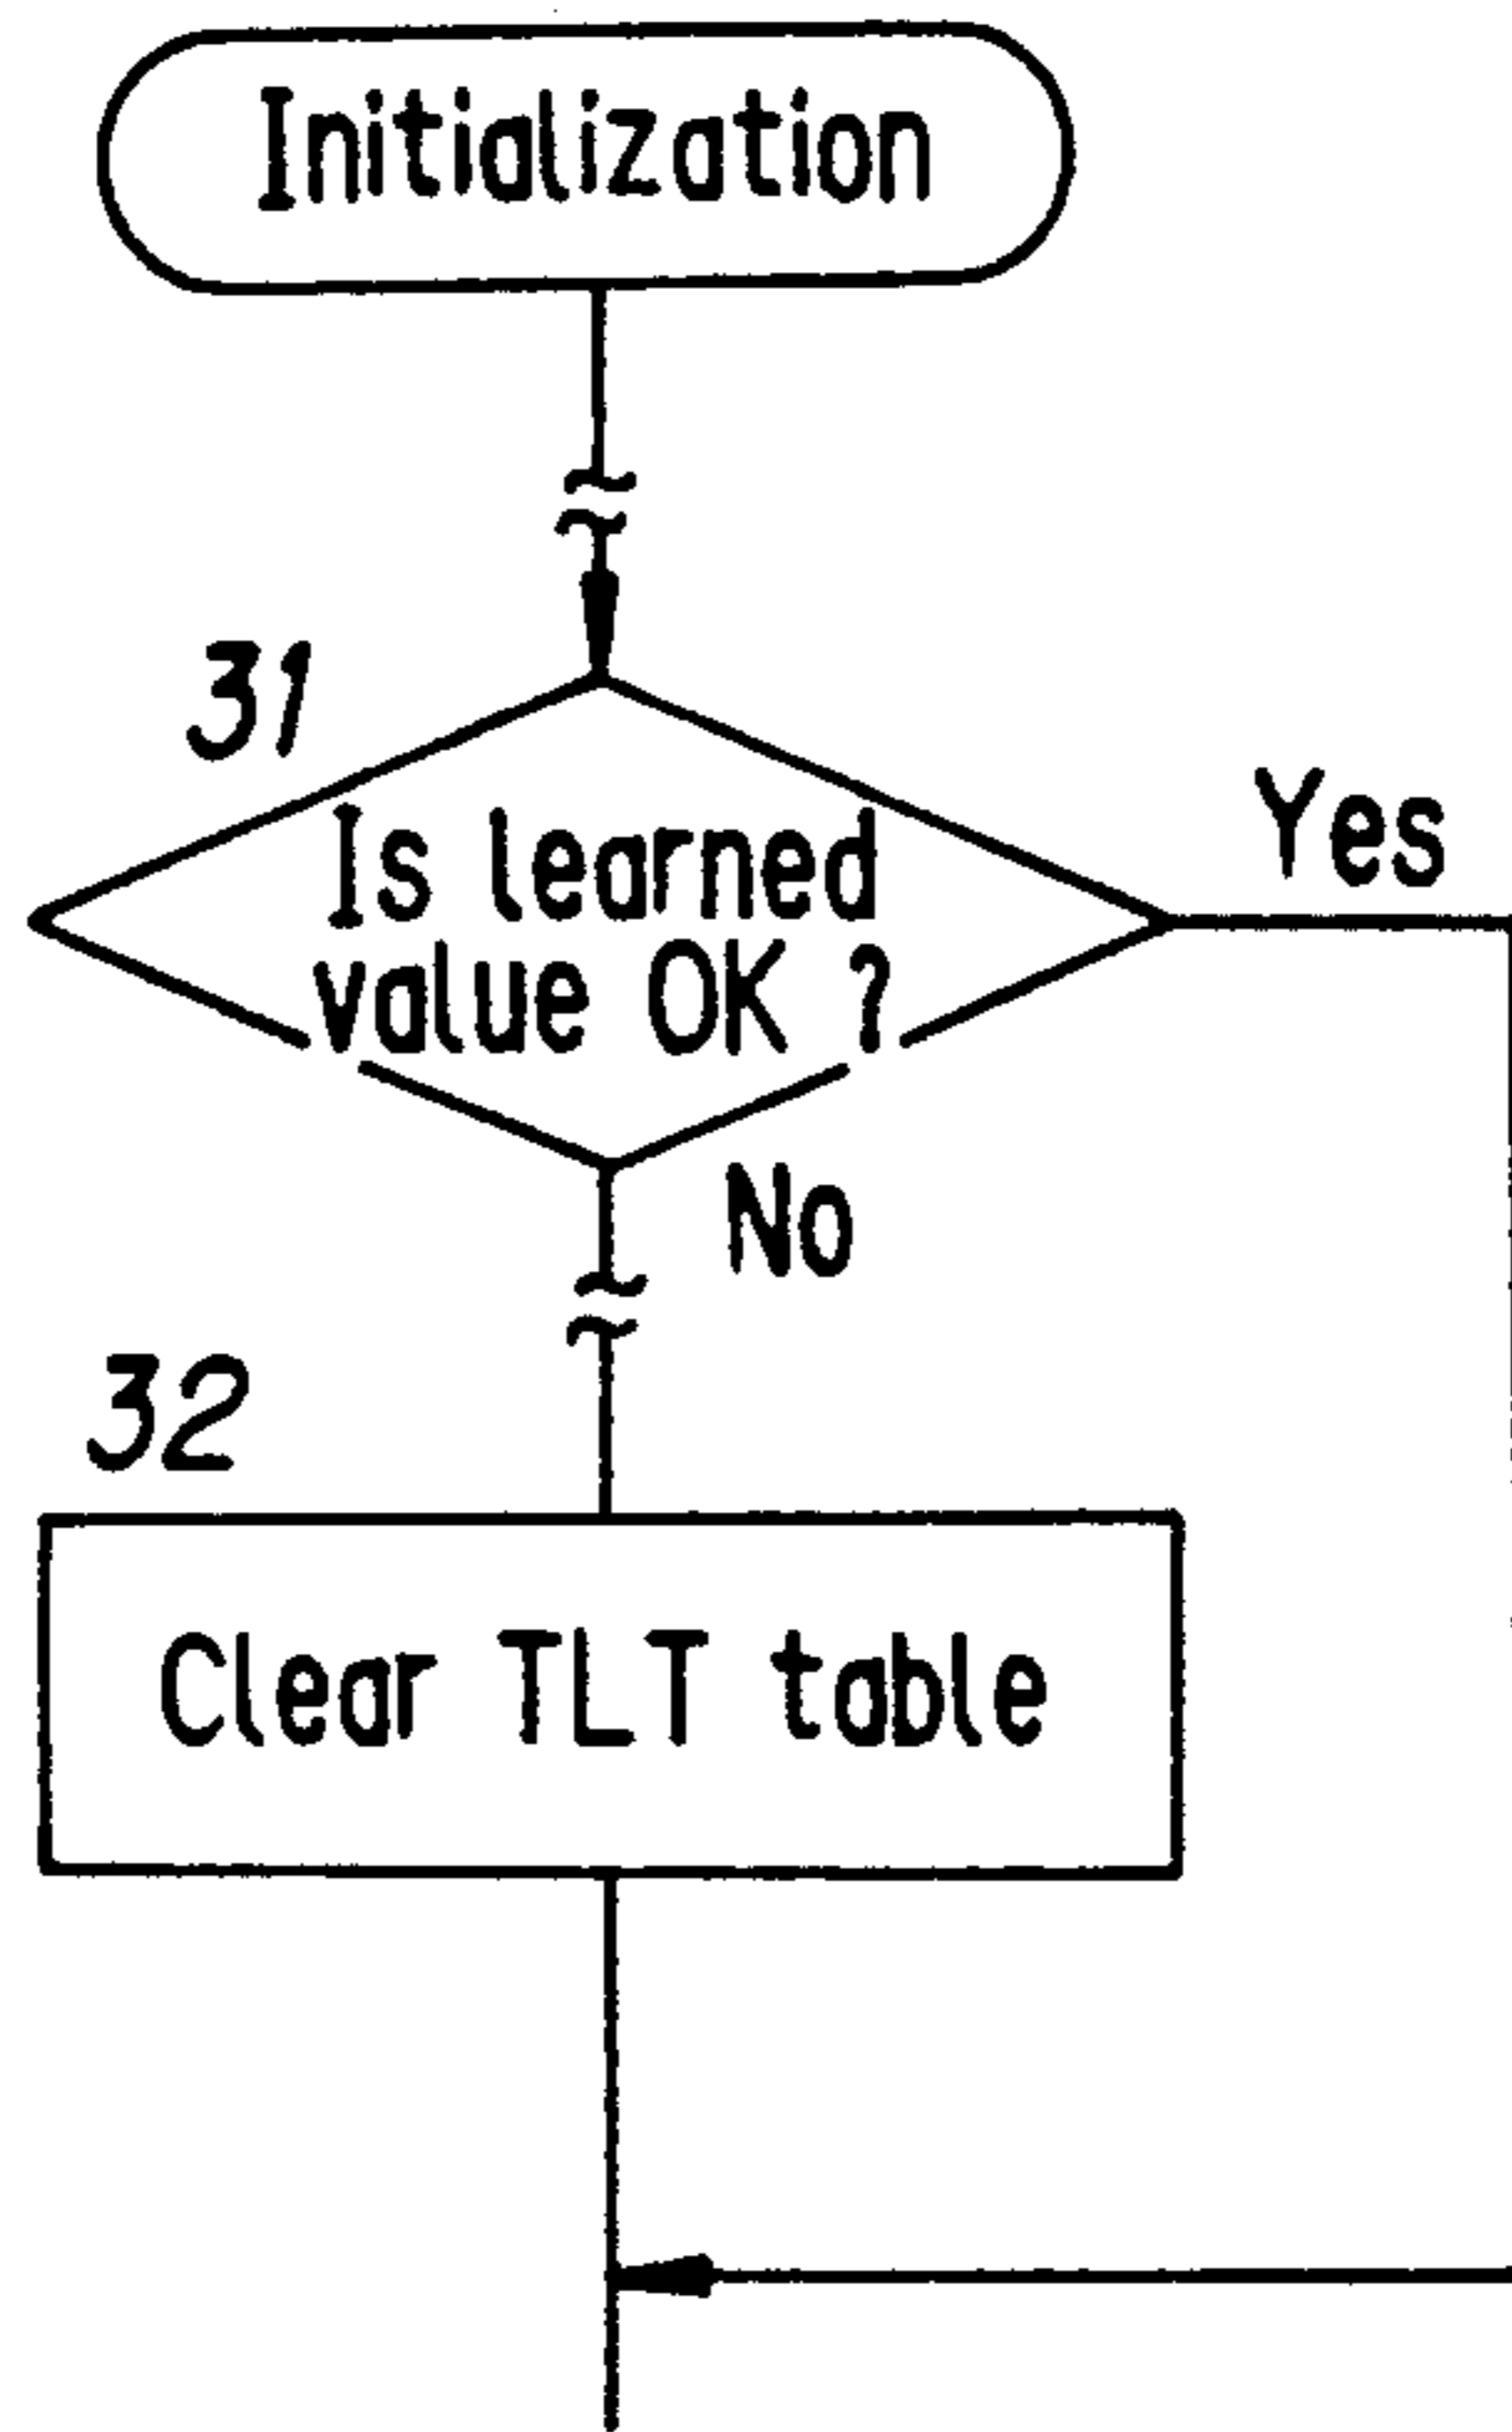 Initialization
31
Is learned
value OK ?
Yes
No
32
Clear TLT table